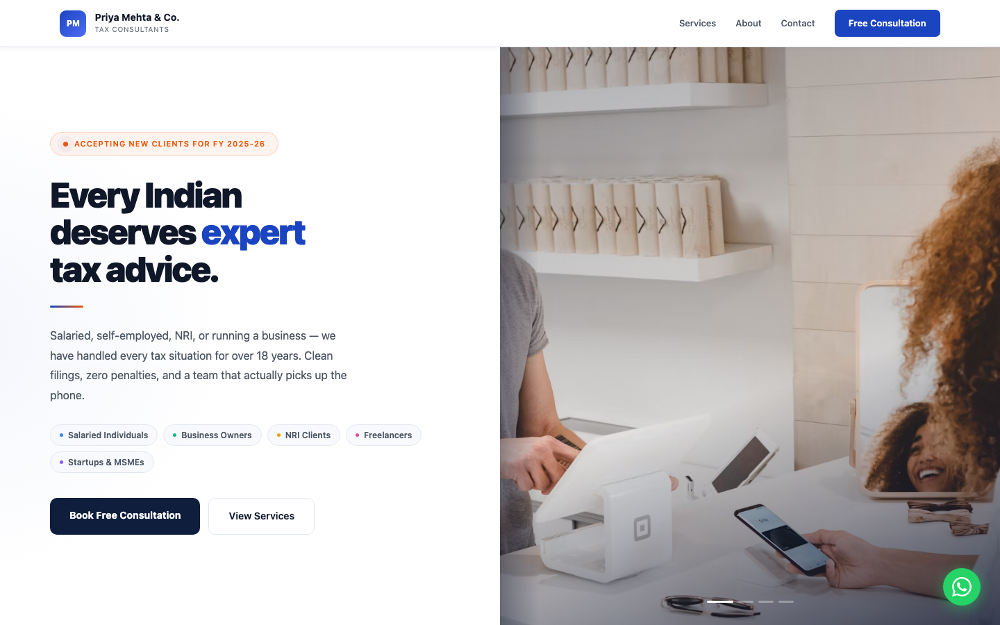 PM
Priya Mehta & Co.
TAX CONSULTANTS
Services
About
Contact
Free Consultation
ACCEPTING NEW CLIENTS FOR FY 2025-26
Every Indian
deserves expert
tax advice.
Salaried, self-employed, NRI, or running a business — we
have handled every tax situation for over 18 years. Clean
filings, zero penalties, and a team that actually picks up the
phone.
Salaried Individuals
Business Owners
NRI Clients
Freelancers
Startups & MSMEs
Book Free Consultation
View Services